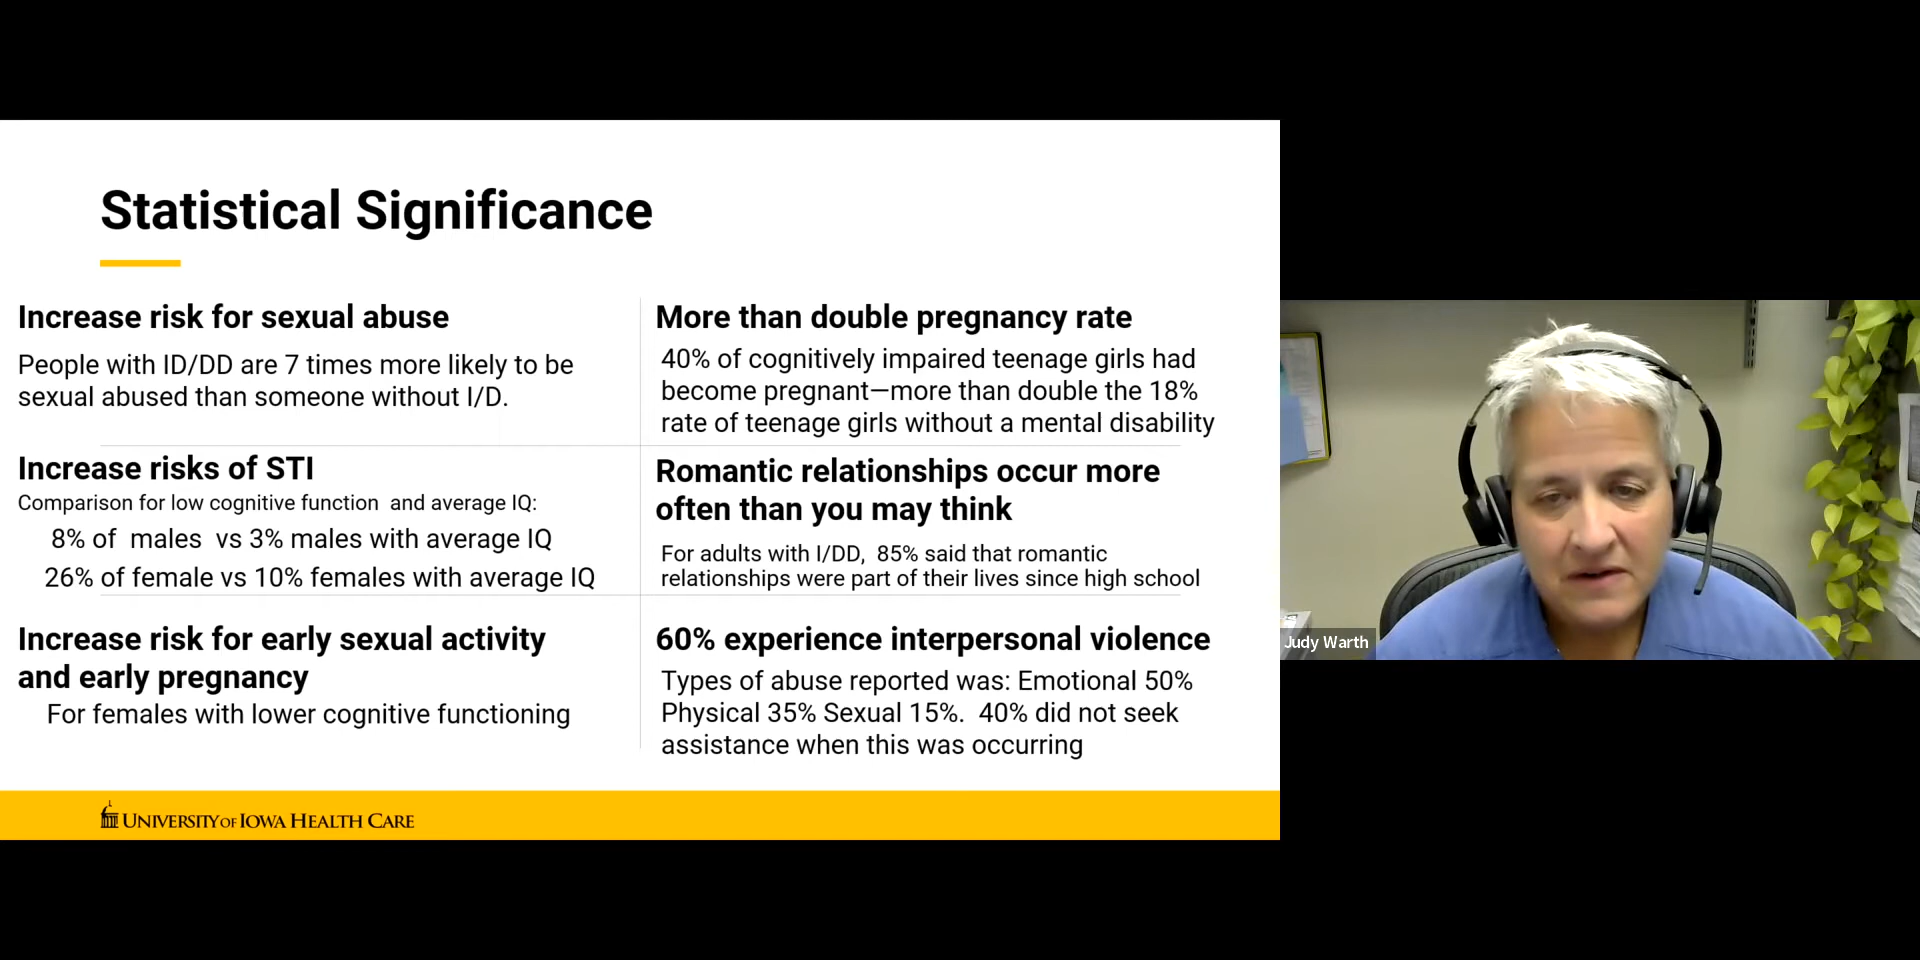 Statistical Significance
Increase risk for sexual abuse
People with ID/DD are 7 times more likely to be
sexual abused than someone without I/D.
More than double pregnancy rate
40% of cognitively impaired teenage girls had
become pregnant—more than double the 18%
rate of teenage girls without a mental disability
Increase risks of STI
Comparison for low cognitive function and average IQ:
8% of males vs 3% males with average IQ
26% of female vs 10% females with average IQ
Romantic relationships occur more
often than you may think
For adults with I/DD, 85% said that romantic
relationships were part of their lives since high school
Increase risk for early sexual activity
and early pregnancy
For females with lower cognitive functioning
60% experience interpersonal violence
Types of abuse reported was: Emotional 50%
Physical 35% Sexual 15%. 40% did not seek
assistance when this was occurring
UNIVERSITY OF IOWA HEALTH CARE
Judy Warth